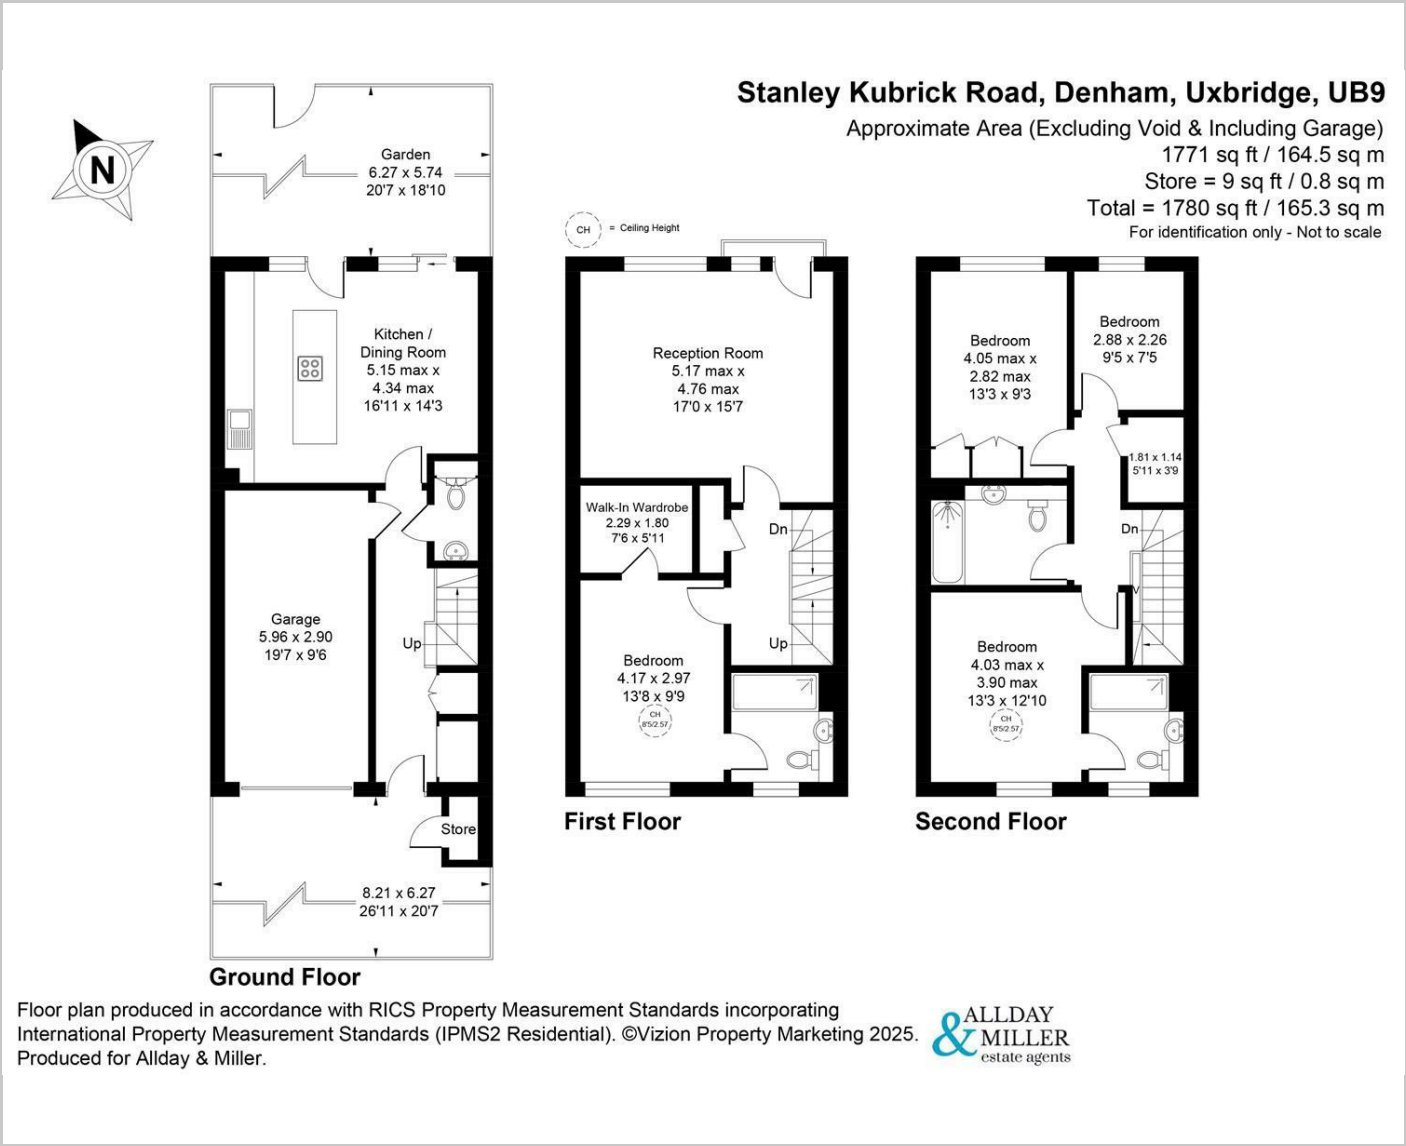 Stanley Kubrick Road, Denham, Uxbridge, UB9
Approximate Area (Excluding Void & Including Garage)
1771 sq ft / 164.5 sq m
Store = 9 sq ft / 0.8 sq m
Total = 1780 sq ft / 165.3 sq m
For identification only - Not to scale
N
Garden
6.27 x 5.74
20'7 x 18'10
CH = Ceiling Height
Kitchen /
Dining Room
5.15 max x
4.34 max
16'11 x 14'3
Garage
5.96 x 2.90
19'7 x 9'6
Up
Store
8.21 x 6.27
26'11 x 20'7
Ground Floor
Reception Room
5.17 max x
4.76 max
17'0 x 15'7
Walk-In Wardrobe
2.29 x 1.80
7'6 x 5'11
Dn
Up
Bedroom
4.17 x 2.97
13'8 x 9'9
CH
8'5/2.57
First Floor
Bedroom
4.05 max x
2.82 max
13'3 x 9'3
Bedroom
2.88 x 2.26
9'5 x 7'5
1.81 x 1.14
5'11 x 3'9
Dn
V
Bedroom
4.03 max x
3.90 max
13'3 x 12'10
CH
8'5/2.57
Second Floor
Floor plan produced in accordance with RICS Property Measurement Standards incorporating
International Property Measurement Standards (IPMS2 Residential). ©Vizion Property Marketing 2025.
Produced for Allday & Miller.
ALLDAY
& MILLER
estate agents